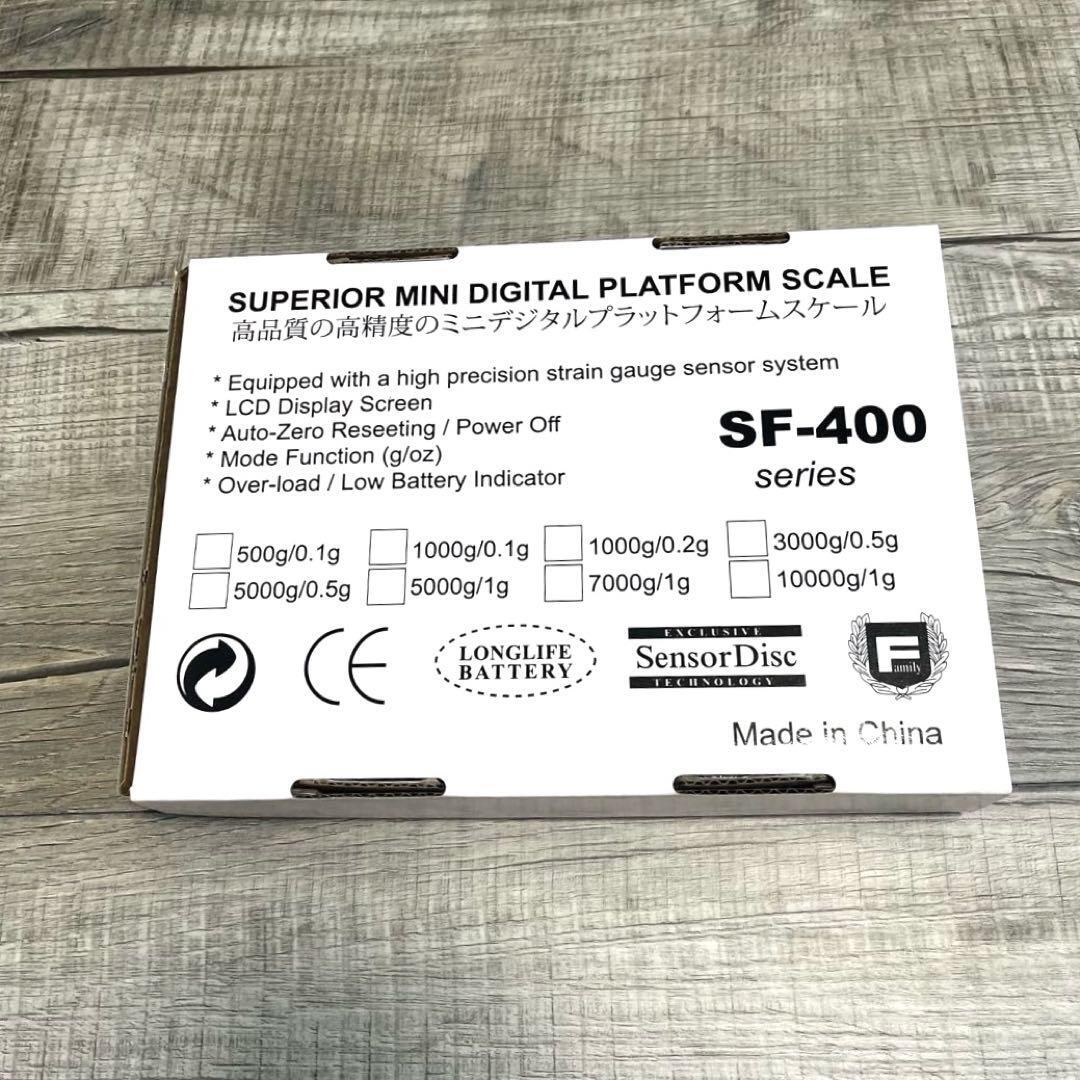 SUPERIOR MINI DIGITAL PLATFORM SCALE
高品質の高精度のミニデジタルプラットフォームスケール
* Equipped with a high precision strain gauge sensor system
* LCD Display Screen
* Auto-Zero Reseeting / Power Off
* Mode Function (g/oz)
* Over-load / Low Battery Indicator
SF-400
series
500g/0.1g 1000g/0.1g 1000g/0.2g 3000g/0.5g
5000g/0.5g 5000g/1g 7000g/1g 10000g/1g
CE
LONGLIFE
BATTERY
EXCLUSIVE
SensorDisc
TECHNOLOGY
Family
Made in China